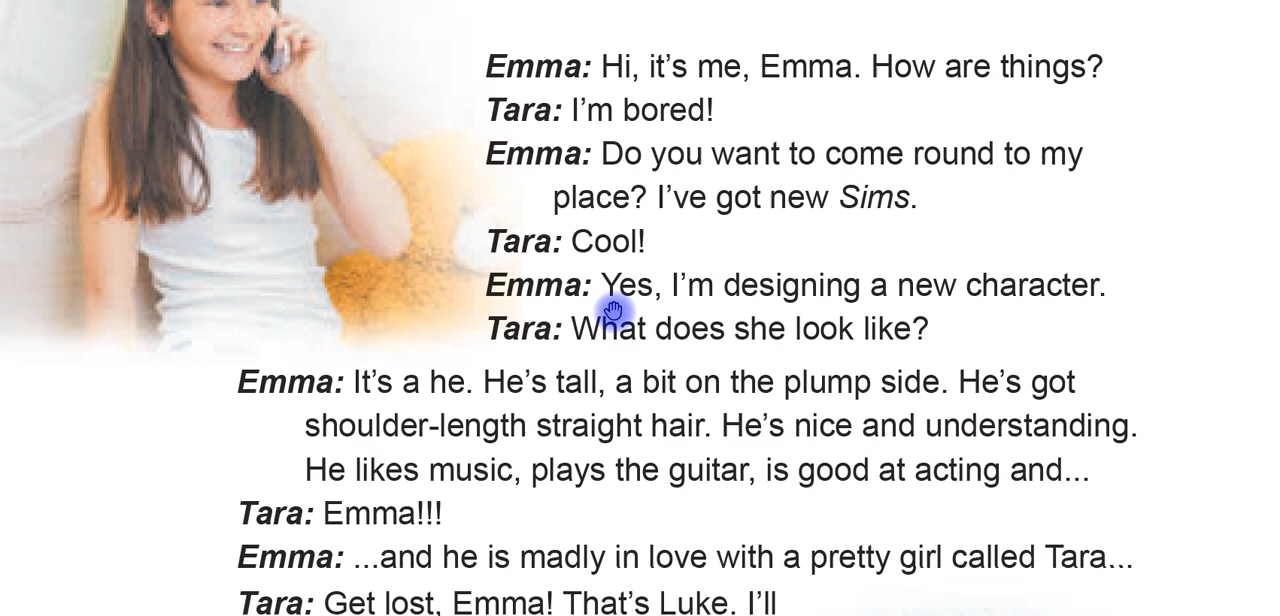 Emma: Hi, it’s me, Emma. How are things?
Tara: I’m bored!
Emma: Do you want to come round to my
place? I’ve got new Sims.
Tara: Cool!
Emma: Yes, I’m designing a new character.
Tara: What does she look like?
Emma: It’s a he. He’s tall, a bit on the plump side. He’s got
shoulder-length straight hair. He’s nice and understanding.
He likes music, plays the guitar, is good at acting and...
Tara: Emma!!!
Emma: ...and he is madly in love with a pretty girl called Tara...
Tara: Get lost, Emma! That’s Luke. I’ll